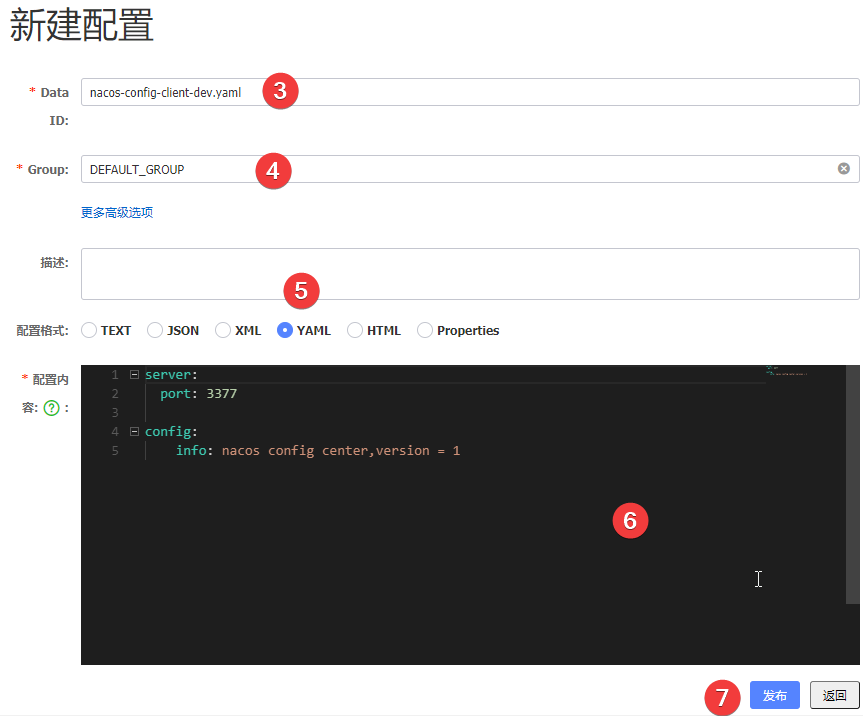 新建配置
* Data ID:
nacos-config-client-dev.yaml
3
* Group:
DEFAULT_GROUP
4
更多高级选项
描述:
5
配置格式:
TEXT JSON XML YAML HTML Properties
* 配置内容: ? :
1 server:
2   port: 3377
3
4 config:
5     info: nacos config center,version = 1
6
7
发布 返回